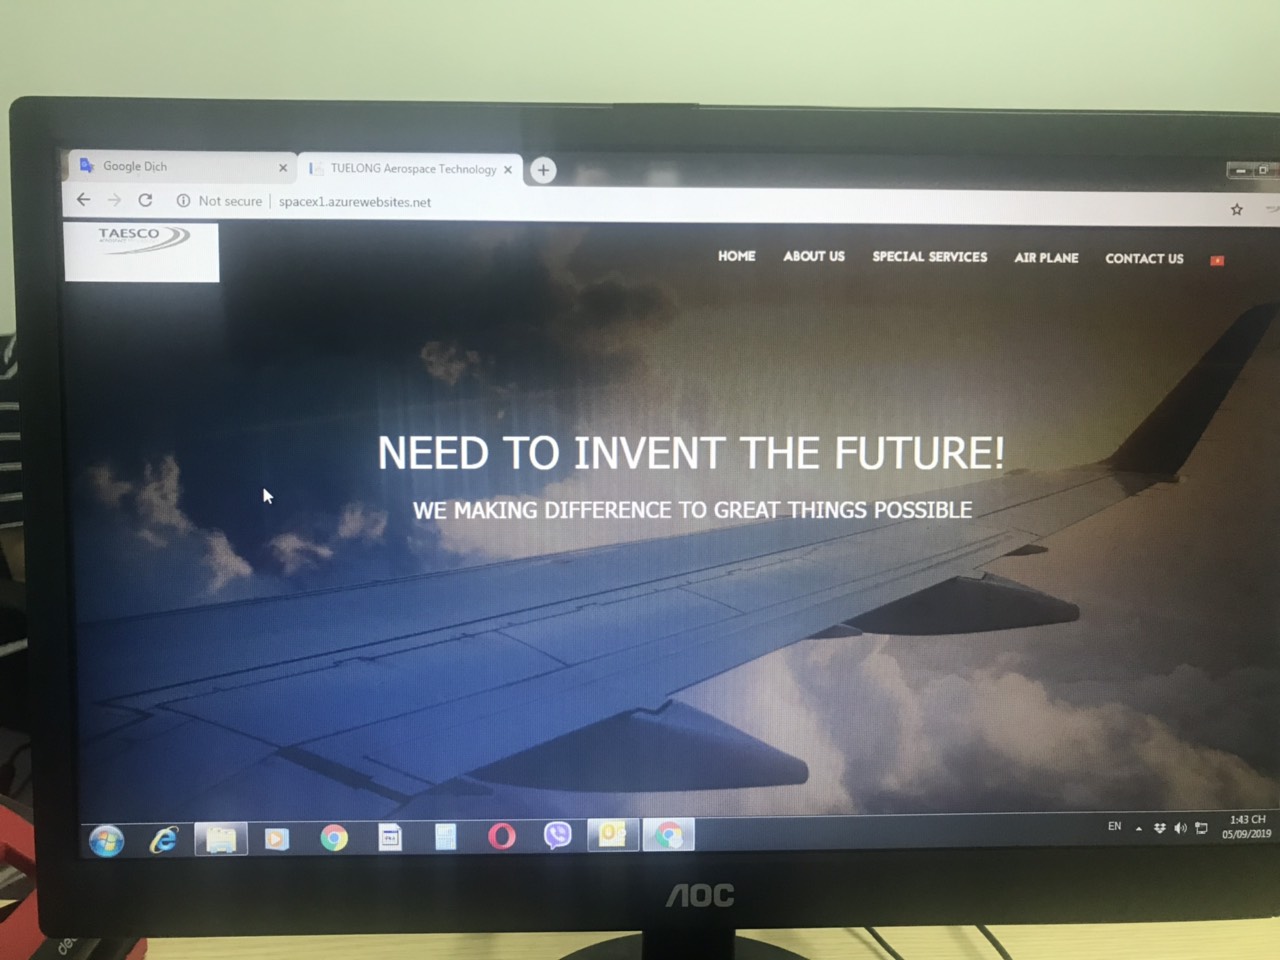 Google Dịch
TUELONG Aerospace Technology
Not secure
spacex1.azurewebsites.net
TAESCO
HOME
ABOUT US
SPECIAL SERVICES
AIR PLANE
CONTACT US
NEED TO INVENT THE FUTURE!
WE MAKING DIFFERENCE TO GREAT THINGS POSSIBLE
EN
1:43 CH
05/09/2019
AOC